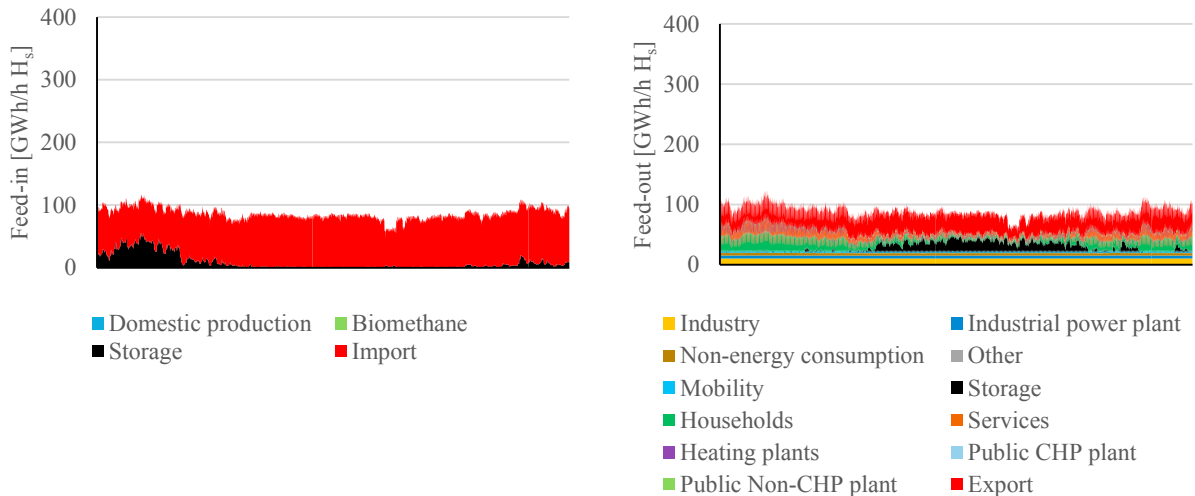 Feed-in [GWh/h Hs]
400
300
200
100
0
Domestic production
Biomethane
Storage
Import
Feed-out [GWh/h Hs]
400
300
200
100
0
Industry
Industrial power plant
Non-energy consumption
Other
Mobility
Storage
Households
Services
Heating plants
Public CHP plant
Public Non-CHP plant
Export